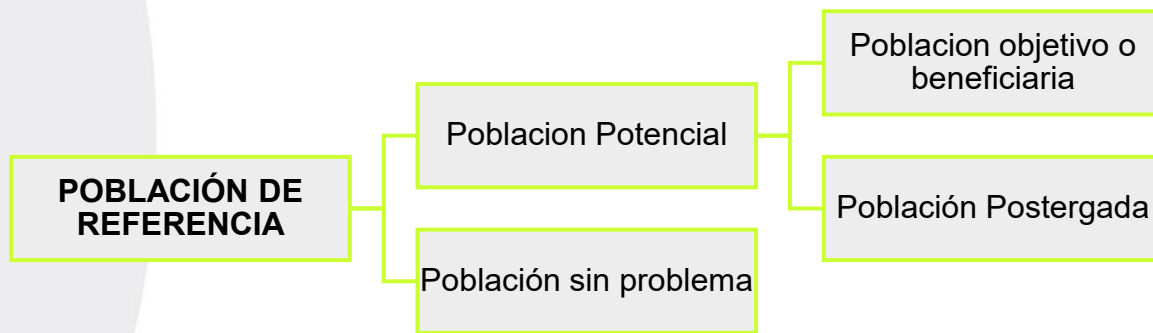 POBLACIÓN DE
REFERENCIA
Poblacion Potencial
Población sin problema
Poblacion objetivo o
beneficiaria
Población Postergada